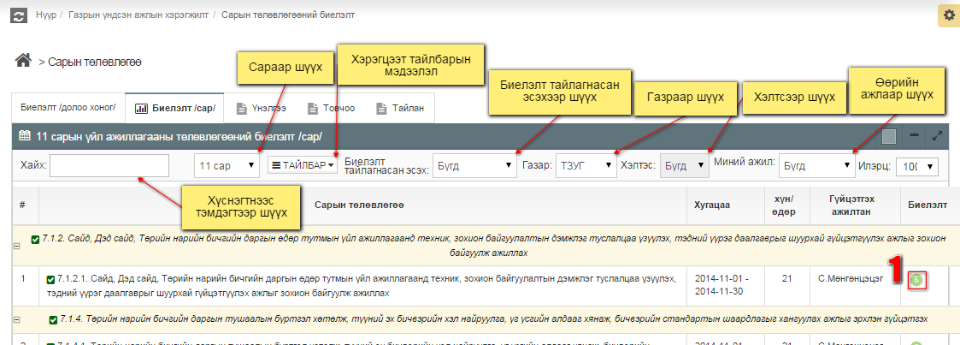 Нүүр / Газрын үндсэн ажлын хэрэгжилт / Сарын төлөвлөгөөний биелэлт
> Сарын төлөвлөгөө
Сараар шүүх
Хэрэгцээт тайлбарын мэдээлэл
Биелэлт тайлагнасан эсэхээр шүүх
Газраар шүүх
Хэлтсээр шүүх
Өөрийн ажлаар шүүх
Биелэлт /долоо хоног/
Биелэлт /сар/
Үнэлгээ
Товчоо
Тайлан
11 сарын үйл ажиллагааны төлөвлөгөөний биелэлт /сар/
Хайх:
11 сар
ТАЙЛБАР
Биелэлт тайлагнасан эсэх:
Бүгд
Газар:
ТЗУГ
Хэлтэс:
Бүгд
Миний ажил:
Бүгд
Илэрц:
10(
Хүснэгтнээс тэмдэгтээр шүүх
# Сарын төлөвлөгөө Хугацаа хүн/өдөр Гүйцэтгэх ажилтан Биелэлт
7.1.2. Сайд, Дэд сайд, Төрийн нарийн бичгийн даргын өдөр тутмын үйл ажиллагаанд техник, зохион байгуулалтын дэмжлэг туслалцаа үзүүлэх, тэдний үүрэг даалгаврыг шуурхай гүйцэтгүүлэх ажлыг зохион
байгуулж ажиллах
1 7.1.2.1. Сайд, Дэд сайд, Төрийн нарийн бичгийн даргын өдөр тутмын үйл ажиллагаанд техник, зохион байгуулалтын дэмжлэг туслалцаа үзүүлэх, 2014-11-01 - 21 С.Мөнгөнцэцэг
тэдний үүрэг даалгаврыг шуурхай гүйцэтгүүлэх ажлыг зохион байгуулж ажиллах 2014-11-30
1
7.1.4. Төрийн нарийн бичгийн даргын тушаалын бүртгэл хөтөлж, түүний эх бичвэрийн хэл найруулга, үг үсгийн алдааг хянаж, бичвэрийн стандартын шаардлагыг хангуулах ажлыг эрхлэн гүйцэтгэх